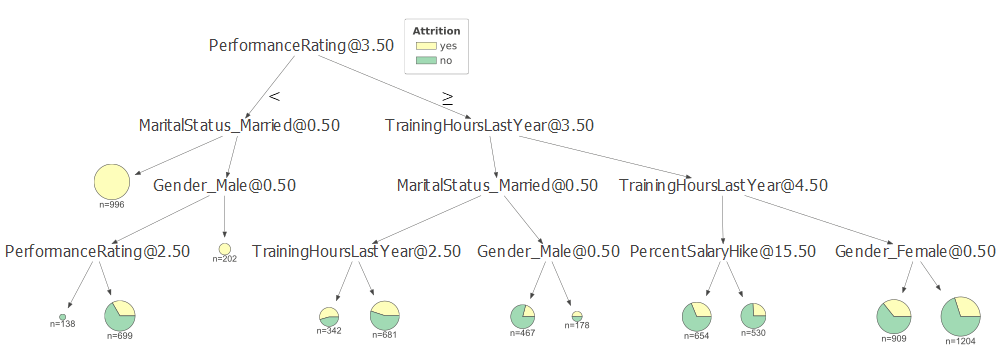 PerformanceRating@3.50
Attrition
yes
no
<
≥
MaritalStatus_Married@0.50
TrainingHoursLastYear@3.50
n=996
Gender_Male@0.50
MaritalStatus_Married@0.50
TrainingHoursLastYear@4.50
PerformanceRating@2.50
n=202
TrainingHoursLastYear@2.50
Gender_Male@0.50
PercentSalaryHike@15.50
Gender_Female@0.50
n=138
n=699
n=342
n=681
n=467
n=178
n=654
n=530
n=909
n=1204